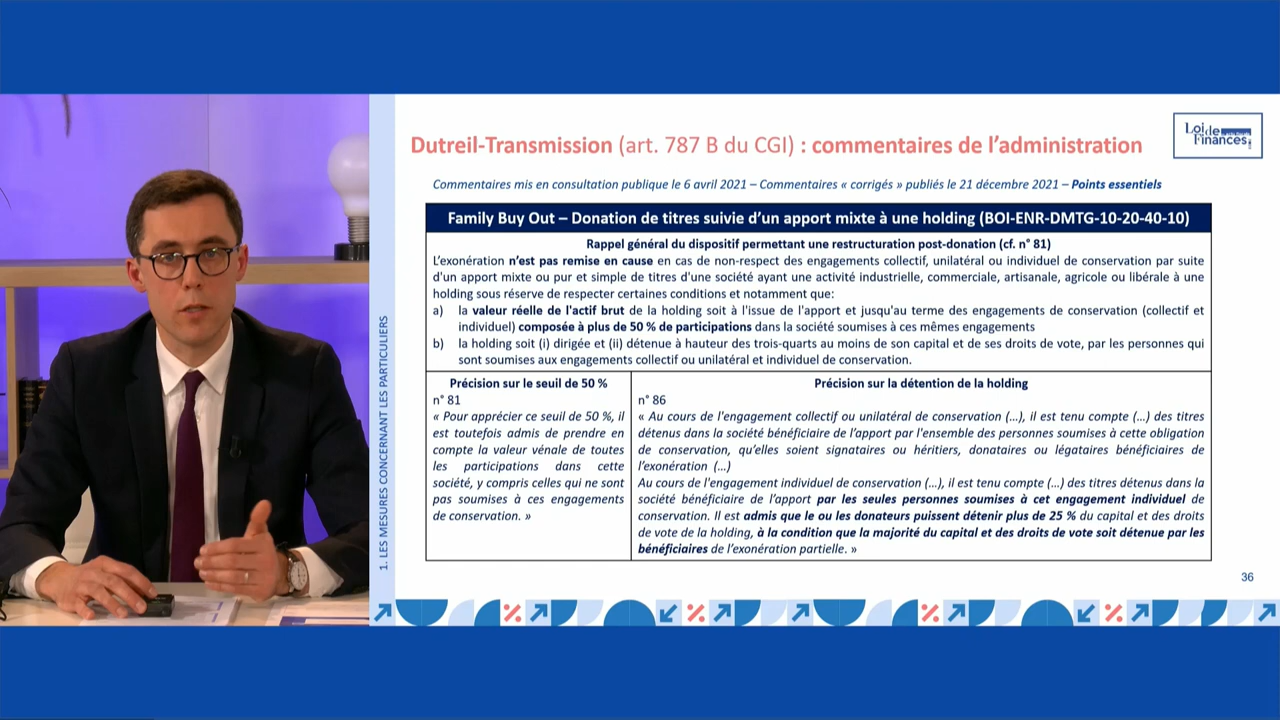 Dutreil-Transmission (art. 787 B du CGI) : commentaires de l’administration
Loi de
Finances
Commentaires mis en consultation publique le 6 avril 2021 – Commentaires « corrigés » publiés le 21 décembre 2021 – Points essentiels
Family Buy Out – Donation de titres suivie d’un apport mixte à une holding (BOI-ENR-DMTG-10-20-40-10)
Rappel général du dispositif permettant une restructuration post-donation (cf. n° 81)
L’exonération n’est pas remise en cause en cas de non-respect des engagements collectif, unilatéral ou individuel de conservation par suite
d'un apport mixte ou pur et simple de titres d'une société ayant une activité industrielle, commerciale, artisanale, agricole ou libérale à une
holding sous réserve de respecter certaines conditions et notamment que:
a) la valeur réelle de l'actif brut de la holding soit à l'issue de l'apport et jusqu'au terme des engagements de conservation (collectif et
individuel) composée à plus de 50 % de participations dans la société soumises à ces mêmes engagements
b) la holding soit (i) dirigée et (ii) détenue à hauteur des trois-quarts au moins de son capital et de ses droits de vote, par les personnes qui
sont soumises aux engagements collectif ou unilatéral et individuel de conservation.
Précision sur le seuil de 50 %
n° 81
« Pour apprécier ce seuil de 50 %, il
est toutefois admis de prendre en
compte la valeur vénale de toutes
les participations dans cette
société, y compris celles qui ne sont
pas soumises à ces engagements
de conservation. »
Précision sur la détention de la holding
n° 86
« Au cours de l'engagement collectif ou unilatéral de conservation (…), il est tenu compte (…) des titres
détenus dans la société bénéficiaire de l’apport par l'ensemble des personnes soumises à cette obligation
de conservation, qu’elles soient signataires ou héritiers, donataires ou légataires bénéficiaires de
l’exonération (…)
Au cours de l'engagement individuel de conservation (…), il est tenu compte (…) des titres détenus dans la
société bénéficiaire de l’apport par les seules personnes soumises à cet engagement individuel de
conservation. Il est admis que le ou les donateurs puissent détenir plus de 25 % du capital et des droits
de vote de la holding, à la condition que la majorité du capital et des droits de vote soit détenue par les
bénéficiaires de l’exonération partielle. »
1. LES MESURES CONCERNANT LES PARTICULIERS
36